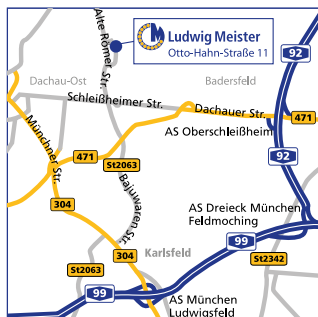 Alte Römer Str.
Ludwig Meister
Otto-Hahn-Straße 11
92
Dachau-Ost
Badersfeld
Schleißheimer Str.
Dachauer Str.
471
AS Oberschleißheim
Münchner Str.
92
471
St2063
Bajuwaren Str.
304
AS Dreieck München
Feldmoching
99
304
Karlsfeld
St2342
St2063
99
AS München
Ludwigsfeld